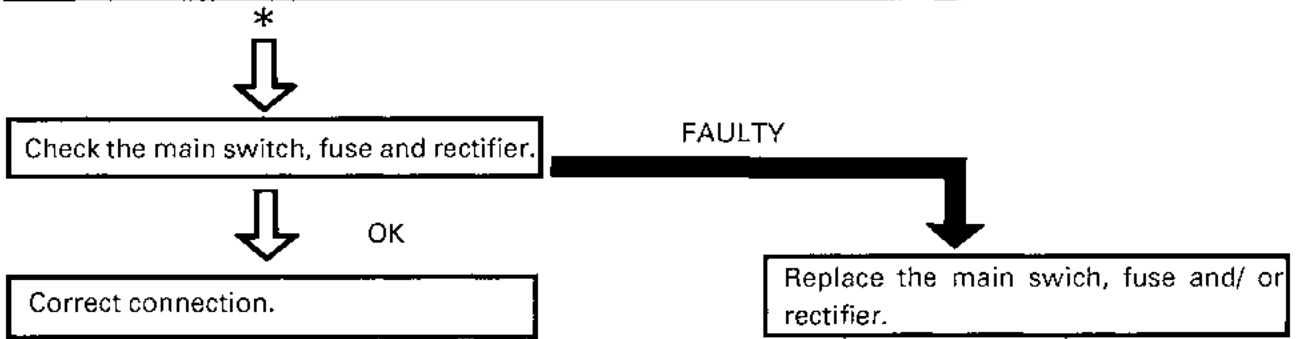 *
Check the main switch, fuse and rectifier.
FAULTY
OK
Correct connection.
Replace the main swich, fuse and/ or
rectifier.